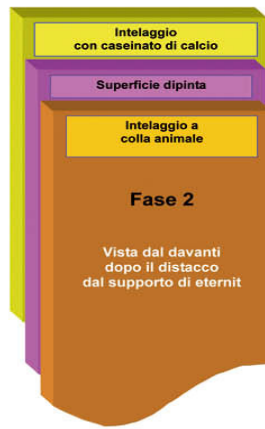 Intelaggio
con caseinato di calcio
Superficie dipinta
Intelaggio a
colla animale
Fase 2
Vista dal davanti
dopo il distacco
dal supporto di eternit